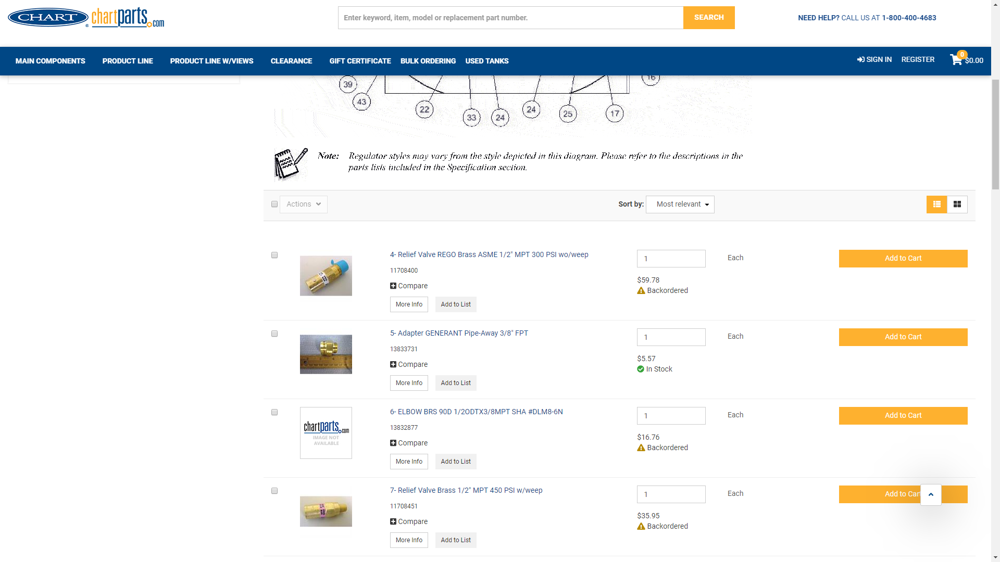 CHART
® chartparts.com
Enter keyword, item, model or replacement part number.
SEARCH
NEED HELP? CALL US AT 1-800-400-4683
MAIN COMPONENTS PRODUCT LINE PRODUCT LINE W/VIEWS CLEARANCE GIFT CERTIFICATE BULK ORDERING USED TANKS
SIGN IN REGISTER 0 $0.00
39 16
43 22 33 24 24 25 17
Note: Regulator styles may vary from the style depicted in this diagram. Please refer to the descriptions in the
parts lists included in the Specification section.
Actions Sort by: Most relevant
4- Relief Valve REGO Brass ASME 1/2" MPT 300 PSI wo/weep
11708400
Compare
More Info Add to List
1 Each Add to Cart
$59.78
Backordered
5- Adapter GENERANT Pipe-Away 3/8" FPT
13833731
Compare
More Info Add to List
1 Each Add to Cart
$5.57
In Stock
chartparts.com
IMAGE NOT
AVAILABLE
6- ELBOW BRS 90D 1/2ODTX3/8MPT SHA #DLM8-6N
13832877
Compare
More Info Add to List
1 Each Add to Cart
$16.76
Backordered
7- Relief Valve Brass 1/2" MPT 450 PSI w/weep
11708451
Compare
More Info Add to List
1 Each Add to Cart
$35.95
Backordered